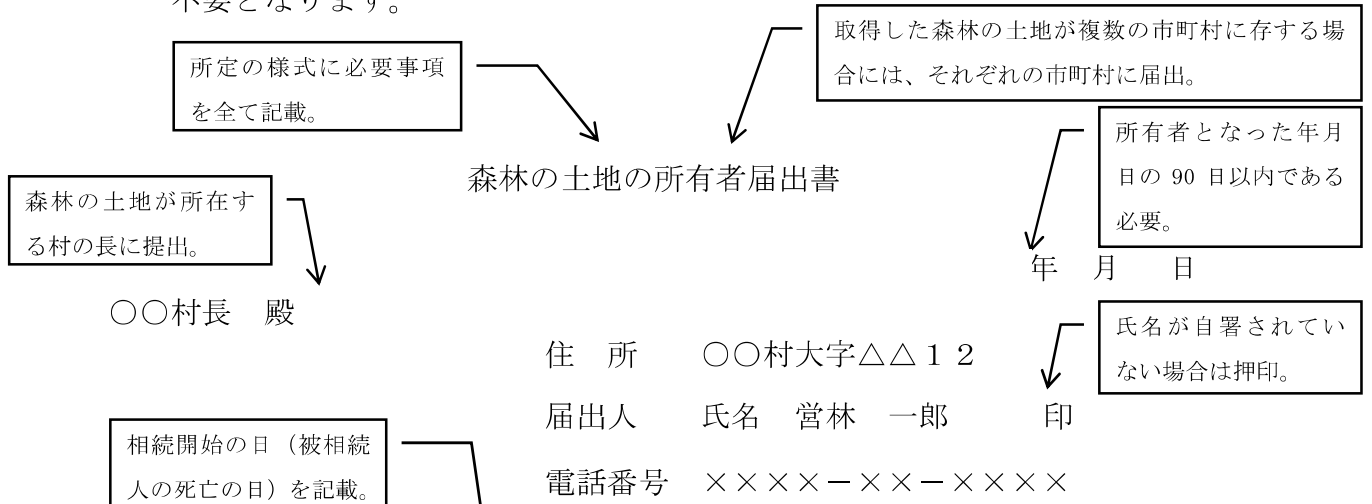 不要となります。
取得した森林の土地が複数の市町村に存する場
合には、それぞれの市町村に届出。
所定の様式に必要事項
を全て記載。
所有者となった年月
日の 90 日以内である
必要。
森林の土地の所有者届出書
森林の土地が所在す
る村の長に提出。
年　月　　日
〇〇村長　殿
氏名が自署されてい
ない場合は押印。
住　所　　〇〇村大字△△１２
届出人　　氏名　営林　一郎　　　印
相続開始の日（被相続
人の死亡の日）を記載。
電話番号　××××－××－××××